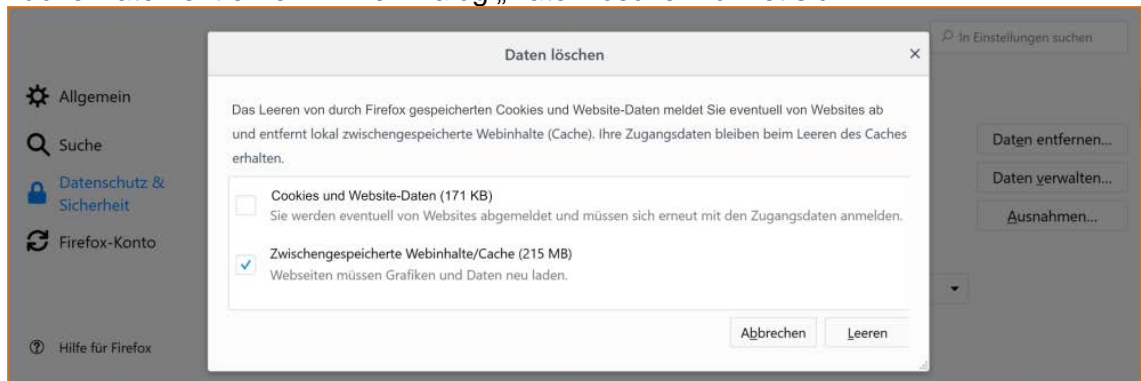 In Einstellungen suchen
Daten löschen
Allgemein
Das Leeren von durch Firefox gespeicherten Cookies und Website-Daten meldet Sie eventuell von Websites ab
und entfernt lokal zwischengespeicherte Webinhalte (Cache). Ihre Zugangsdaten bleiben beim Leeren des Caches
erhalten.
Suche
Daten entfernen...
Datenschutz &
Sicherheit
Daten verwalten...
Cookies und Website-Daten (171 KB)
Sie werden eventuell von Websites abgemeldet und müssen sich erneut mit den Zugangsdaten anmelden.
Ausnahmen...
Firefox-Konto
Zwischengespeicherte Webinhalte/Cache (215 MB)
Webseiten müssen Grafiken und Daten neu laden.
Abbrechen
Leeren
Hilfe für Firefox